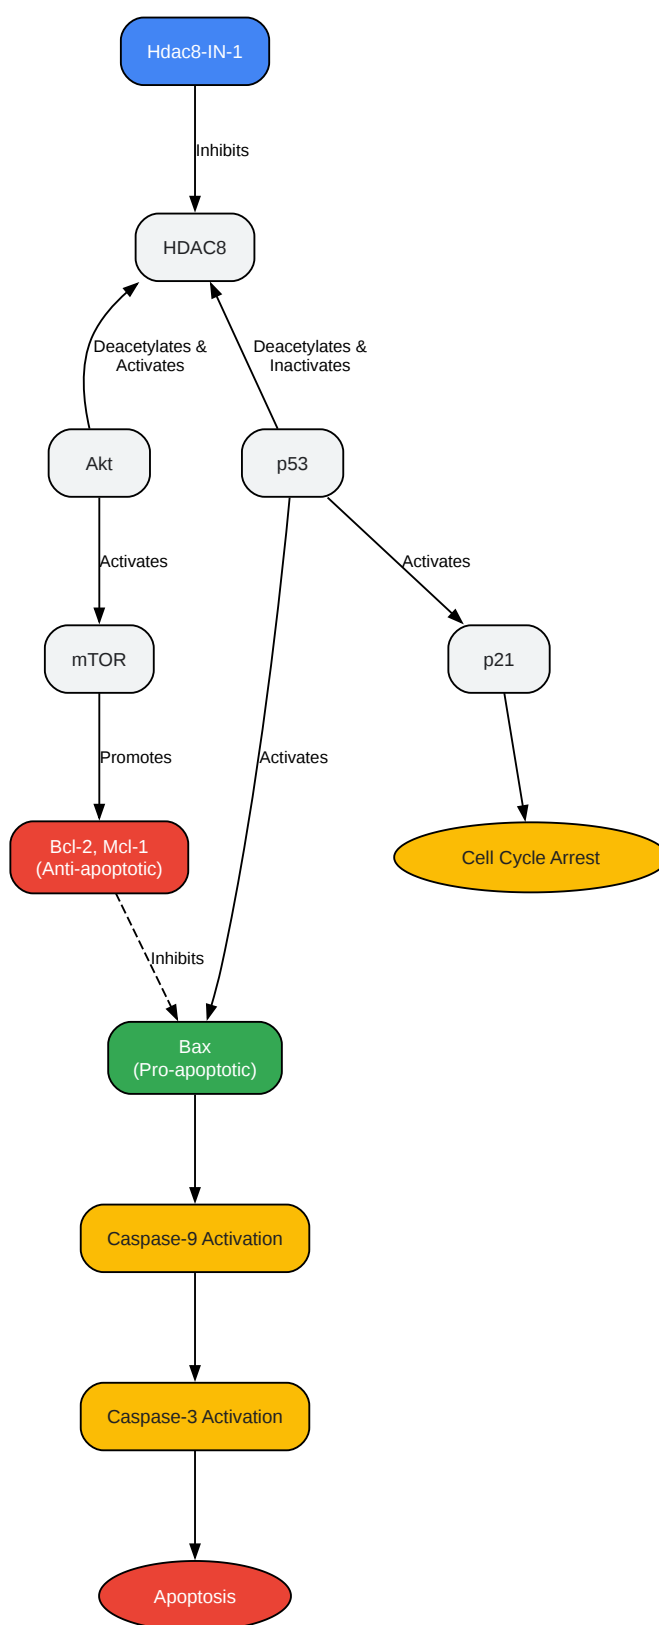 Hdac8-IN-1
Inhibits
HDAC8
Deacetylates &
Activates
Deacetylates &
Inactivates
Akt
p53
Activates
Activates
mTOR
p21
Promotes
Activates
Bcl-2, Mcl-1
(Anti-apoptotic)
Cell Cycle Arrest
Inhibits
Bax
(Pro-apoptotic)
Caspase-9 Activation
Caspase-3 Activation
Apoptosis